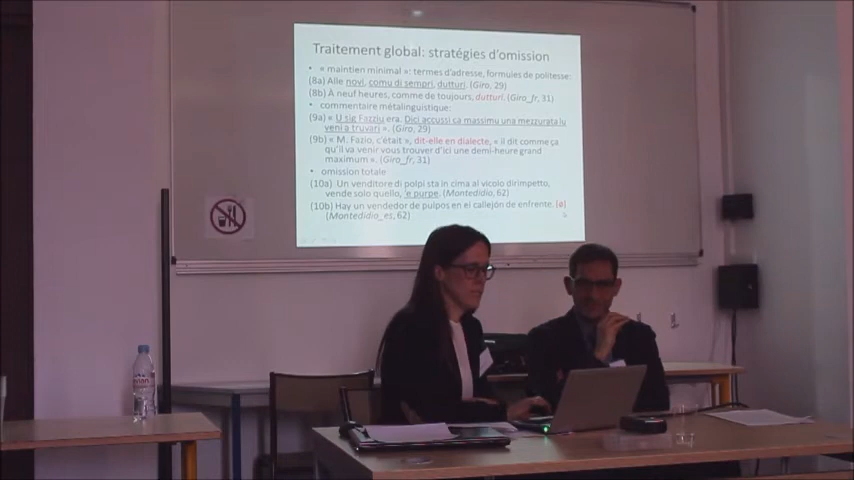 Traitement global: stratégies d'omission
• « maintien minimal »: termes d'adresse, formules de politesse:
(8a) Alle novi, comu di sempri, dutturi. (Giro, 29)
(8b) À neuf heures, comme de toujours, dutturi. (Giro_fr, 31)
• commentaire métalinguistique:
(9a) « U sig Fazziu era. Dici accussì ca massimu una mezzurata lu
veni a truvari ». (Giro, 29)
(9b) « M. Fazio, c'était », dit-elle en dialecte, « il dit comme ça
qu'il va venir vous trouver d'ici une demi-heure grand
maximum ». (Giro_fr, 31)
• omission totale
(10a) Un venditore di polpi sta in cima al vicolo dirimpetto,
vende solo quello, 'e purpe. (Montedidio, 62)
(10b) Hay un vendedor de pulpos en el callejón de enfrente. [ø]
(Montedidio_es, 62)